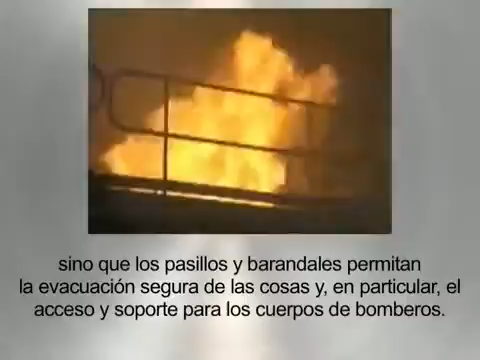 sino que los pasillos y barandales permitan
la evacuación segura de las cosas y, en particular, el
acceso y soporte para los cuerpos de bomberos.